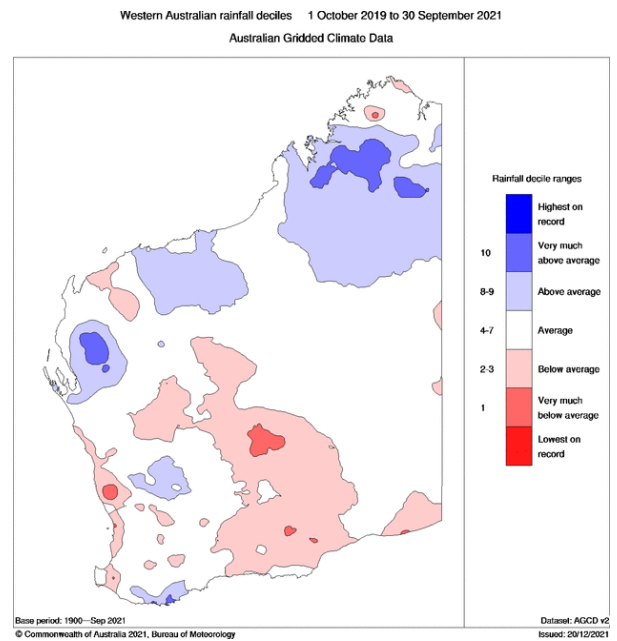 Western Australian rainfall deciles 1 October 2019 to 30 September 2021
Australian Gridded Climate Data
Rainfall decile ranges
Highest on
record
10 Very much
above average
8-9 Above average
4-7 Average
2-3 Below average
1 Very much
below average
Lowest on
record
Base period: 1900—Sep 2021
Dataset: AGCD v2
© Commonwealth of Australia 2021, Bureau of Meteorology
Issued: 20/12/2021